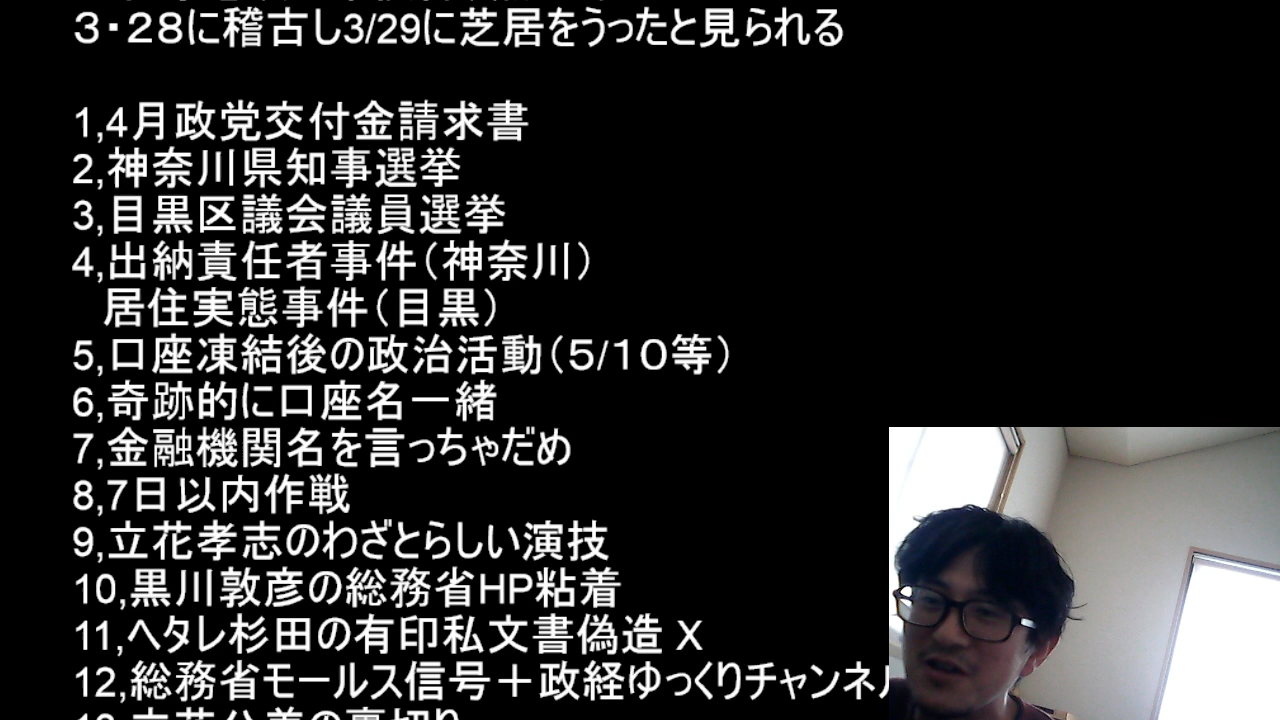 ３・２８に稽古し3/29に芝居をうったと見られる
1,4月政党交付金請求書
2,神奈川県知事選挙
3,目黒区議会議員選挙
4,出納責任者事件（神奈川）
居住実態事件（目黒）
5,口座凍結後の政治活動（５/１０等）
6,奇跡的に口座名一緒
7,金融機関名を言っちゃだめ
8,7日以内作戦
9,立花孝志のわざとらしい演技
10,黒川敦彦の総務省HP粘着
11,ヘタレ杉田の有印私文書偽造 X
12,総務省モールス信号＋政経ゆっくりチャンネル